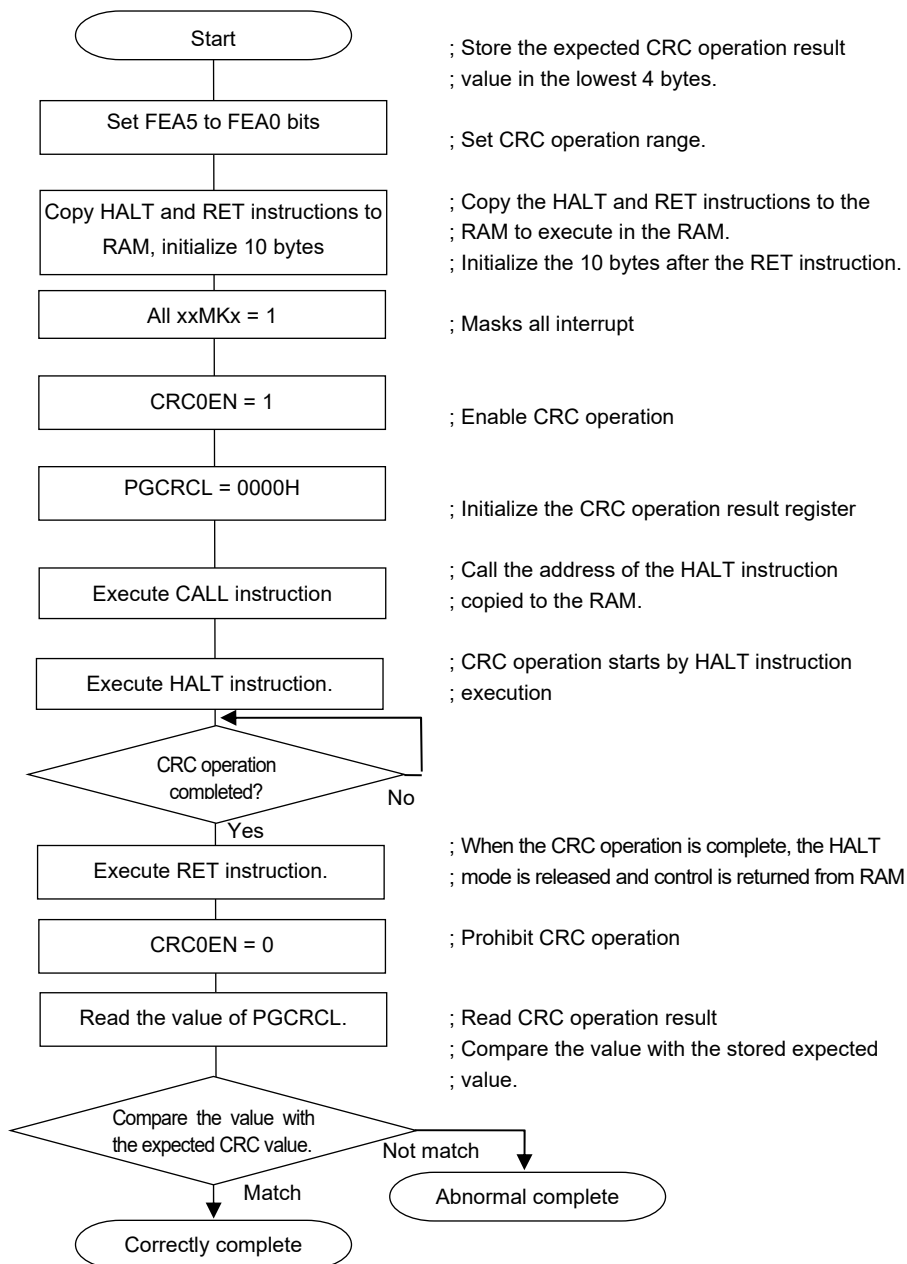 Start
; Store the expected CRC operation result
; value in the lowest 4 bytes.
Set FEA5 to FEA0 bits
; Set CRC operation range.
Copy HALT and RET instructions to
RAM, initialize 10 bytes
; Copy the HALT and RET instructions to the
; RAM to execute in the RAM.
; Initialize the 10 bytes after the RET instruction.
All xxMKx = 1
; Masks all interrupt
CRC0EN = 1
; Enable CRC operation
PGCRCL = 0000H
; Initialize the CRC operation result register
Execute CALL instruction
; Call the address of the HALT instruction
; copied to the RAM.
Execute HALT instruction.
; CRC operation starts by HALT instruction
; execution
CRC operation
completed?
No
Yes
Execute RET instruction.
; When the CRC operation is complete, the HALT
; mode is released and control is returned from RAM
CRC0EN = 0
; Prohibit CRC operation
Read the value of PGCRCL.
; Read CRC operation result
; Compare the value with the stored expected
; value.
Compare the value with
the expected CRC value.
Not match
Match
Abnormal complete
Correctly complete